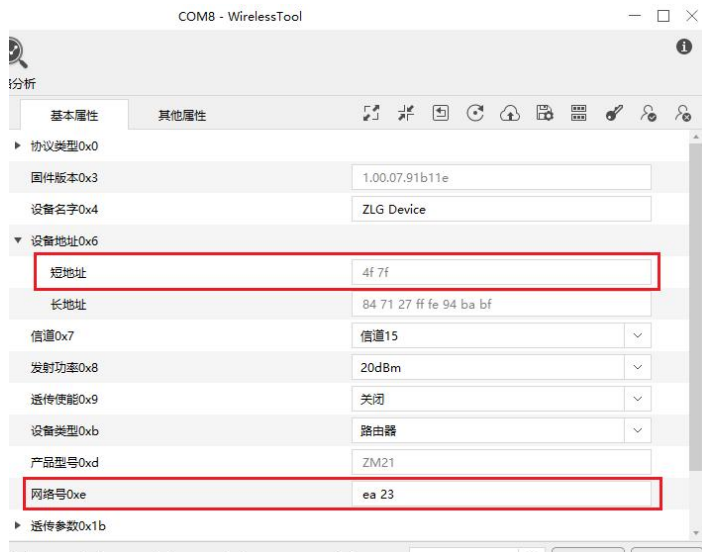 COM8 - WirelessTool
分析
基本属性 其他属性
协议类型0x0
固件版本0x3 1.00.07.91b11e
设备名字0x4 ZLG Device
设备地址0x6
短地址 4f 7f
长地址 84 71 27 ff fe 94 ba bf
信道0x7 信道15
发射功率0x8 20dBm
透传使能0x9 关闭
设备类型0xb 路由器
产品型号0xd ZM21
网络号0xe ea 23
透传参数0x1b